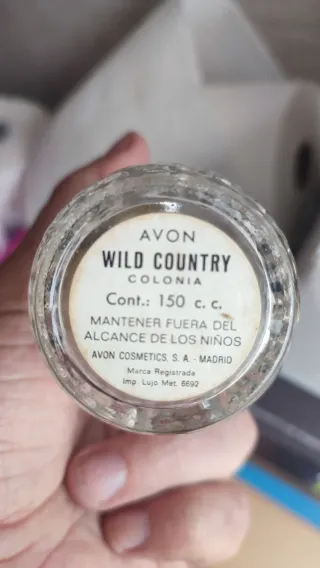 AVON
WILD COUNTRY
COLONIA
Cont.: 150 c. c.
MANTENER FUERA DEL
ALCANCE DE LOS NIÑOS
AVON COSMETICS, S. A. - MADRID
Marca Registrada
Imp. Lujo Met. 6692